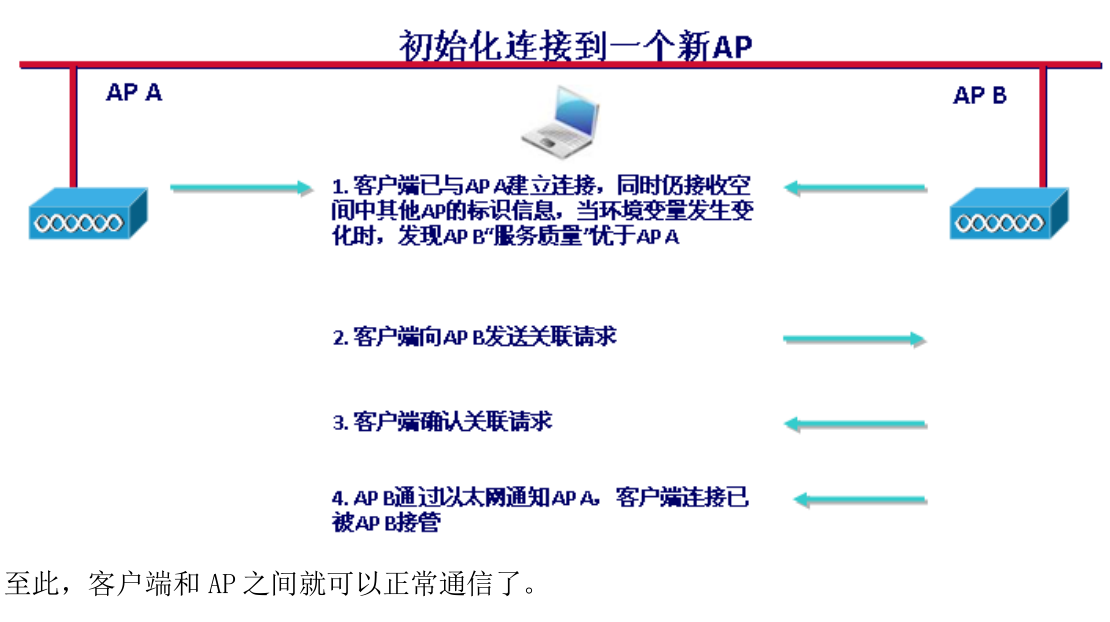 初始化连接到一个新AP
AP A
AP B
1. 客户端已与AP A建立连接，同时仍接收空
间中其他AP的标识信息，当环境变量发生变
化时，发现AP B“服务质量”优于AP A
2. 客户端向AP B发送关联请求
3. 客户端确认关联请求
4. AP B通过以太网通知AP A，客户端连接已
被AP B接管
至此，客户端和 AP 之间就可以正常通信了。